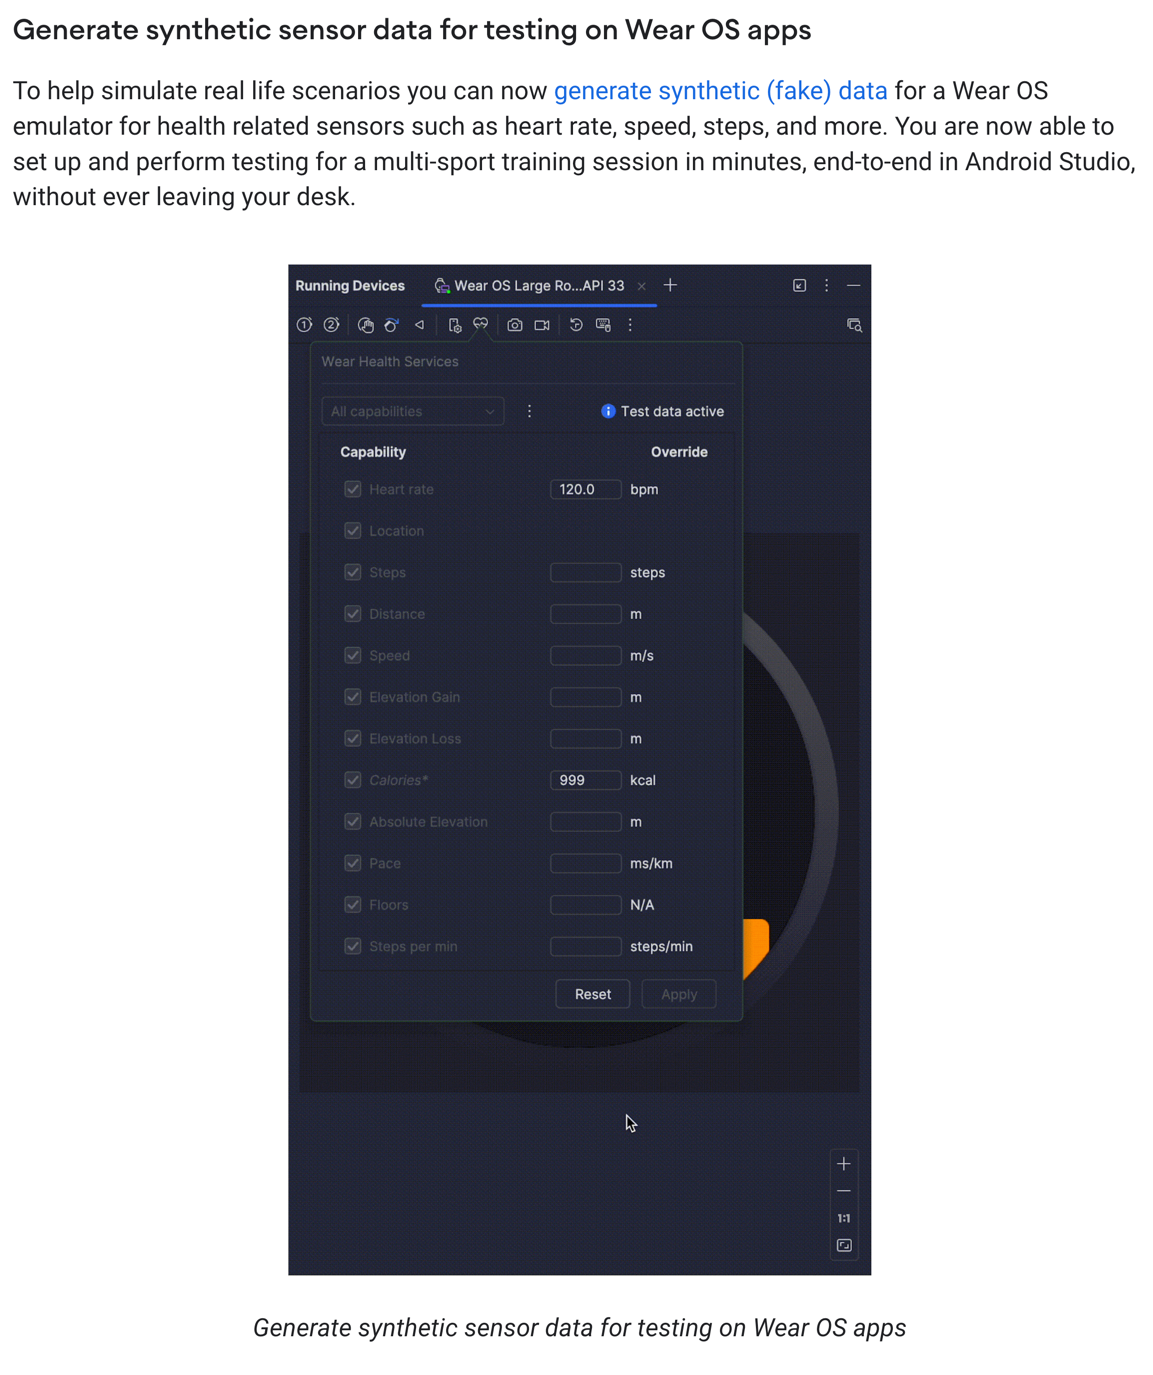 Generate synthetic sensor data for testing on Wear OS apps
To help simulate real life scenarios you can now generate synthetic (fake) data for a Wear OS
emulator for health related sensors such as heart rate, speed, steps, and more. You are now able to
set up and perform testing for a multi-sport training session in minutes, end-to-end in Android Studio,
without ever leaving your desk.
Running Devices Wear OS Large Ro...API 33
1 2
Wear Health Services
All capabilities Test data active
Capability Override
Heart rate 120.0 bpm
Location
Steps steps
Distance m
Speed m/s
Elevation Gain m
Elevation Loss m
Calories* 999 kcal
Absolute Elevation m
Pace ms/km
Floors N/A
Steps per min steps/min
Reset Apply
1:1
Generate synthetic sensor data for testing on Wear OS apps